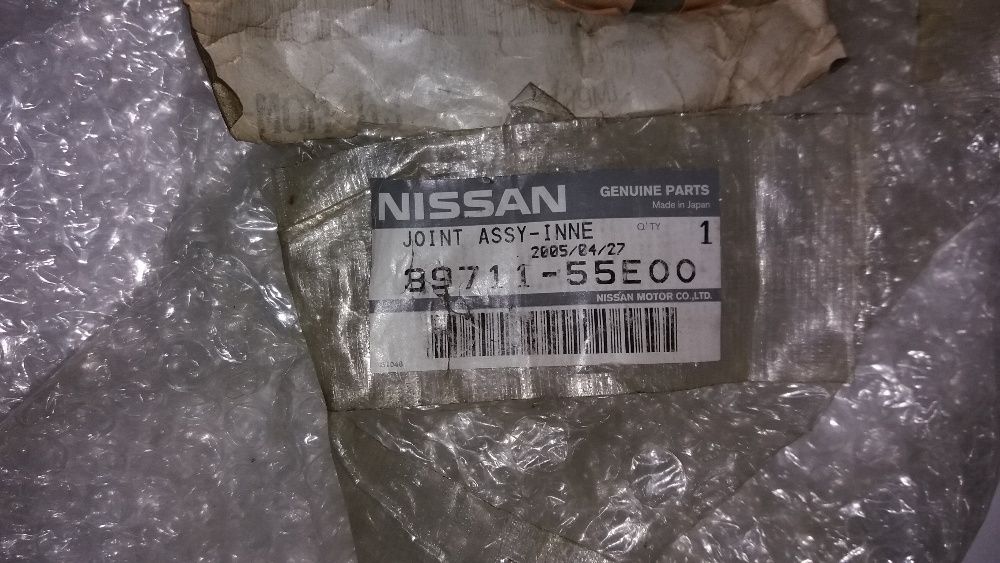 NISSAN
GENUINE PARTS
Made in Japan
JOINT ASSY-INNE
Q'TY 1
2005/04/27
39711-55E00
NISSAN MOTOR CO.,LTD.